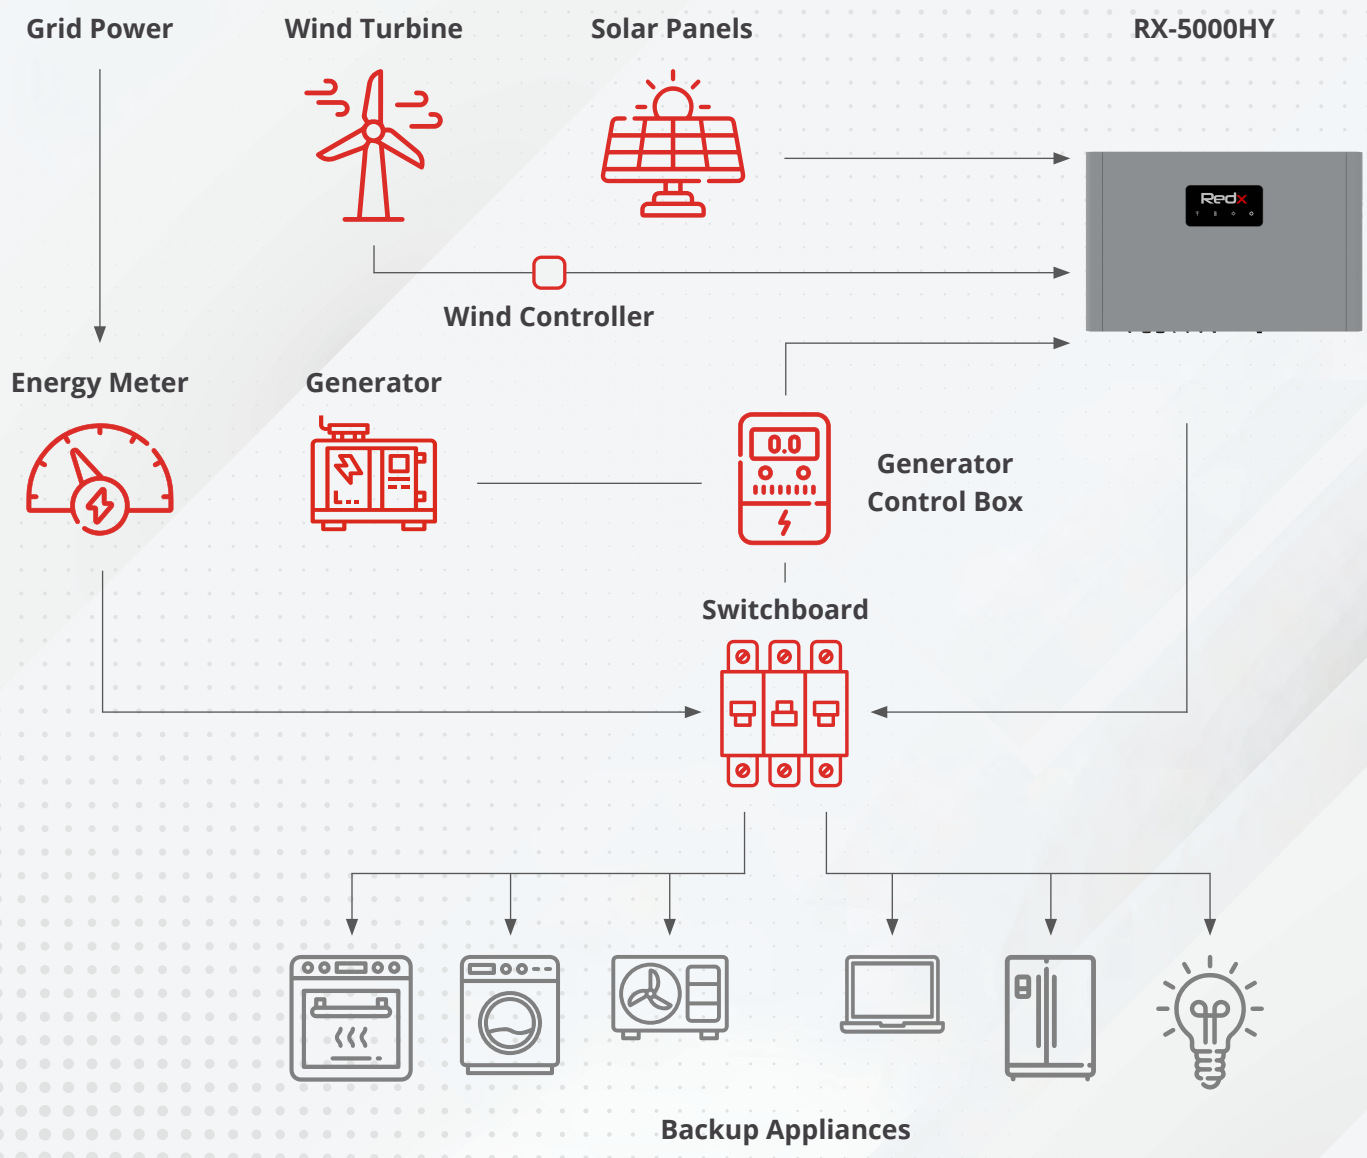 Grid Power
Wind Turbine
Solar Panels
RX-5000HY
Redx
Wind Controller
Energy Meter
Generator
0.0
Generator
Control Box
Switchboard
Backup Appliances